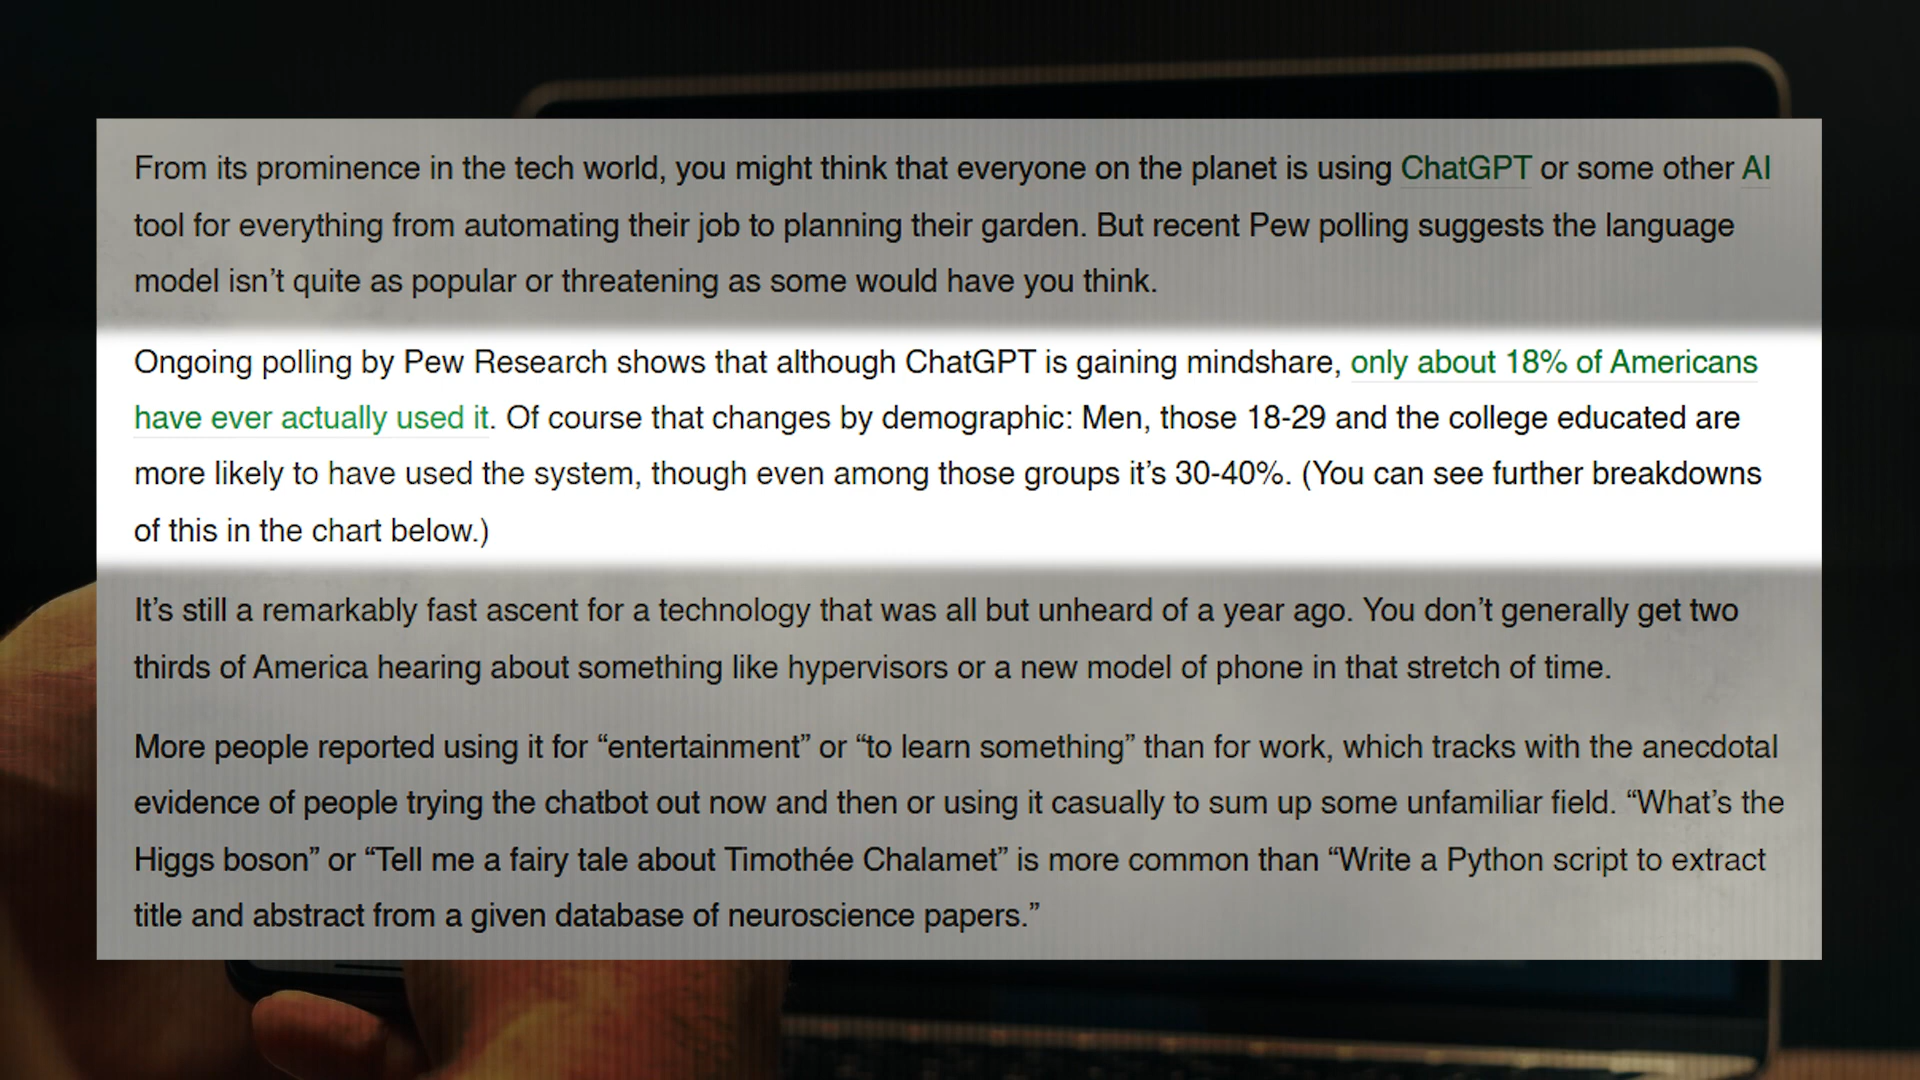 From its prominence in the tech world, you might think that everyone on the planet is using ChatGPT or some other AI
tool for everything from automating their job to planning their garden. But recent Pew polling suggests the language
model isn’t quite as popular or threatening as some would have you think.
Ongoing polling by Pew Research shows that although ChatGPT is gaining mindshare, only about 18% of Americans
have ever actually used it. Of course that changes by demographic: Men, those 18-29 and the college educated are
more likely to have used the system, though even among those groups it’s 30-40%. (You can see further breakdowns
of this in the chart below.)
It’s still a remarkably fast ascent for a technology that was all but unheard of a year ago. You don’t generally get two
thirds of America hearing about something like hypervisors or a new model of phone in that stretch of time.
More people reported using it for “entertainment” or “to learn something” than for work, which tracks with the anecdotal
evidence of people trying the chatbot out now and then or using it casually to sum up some unfamiliar field. “What’s the
Higgs boson” or “Tell me a fairy tale about Timothée Chalamet” is more common than “Write a Python script to extract
title and abstract from a given database of neuroscience papers.”